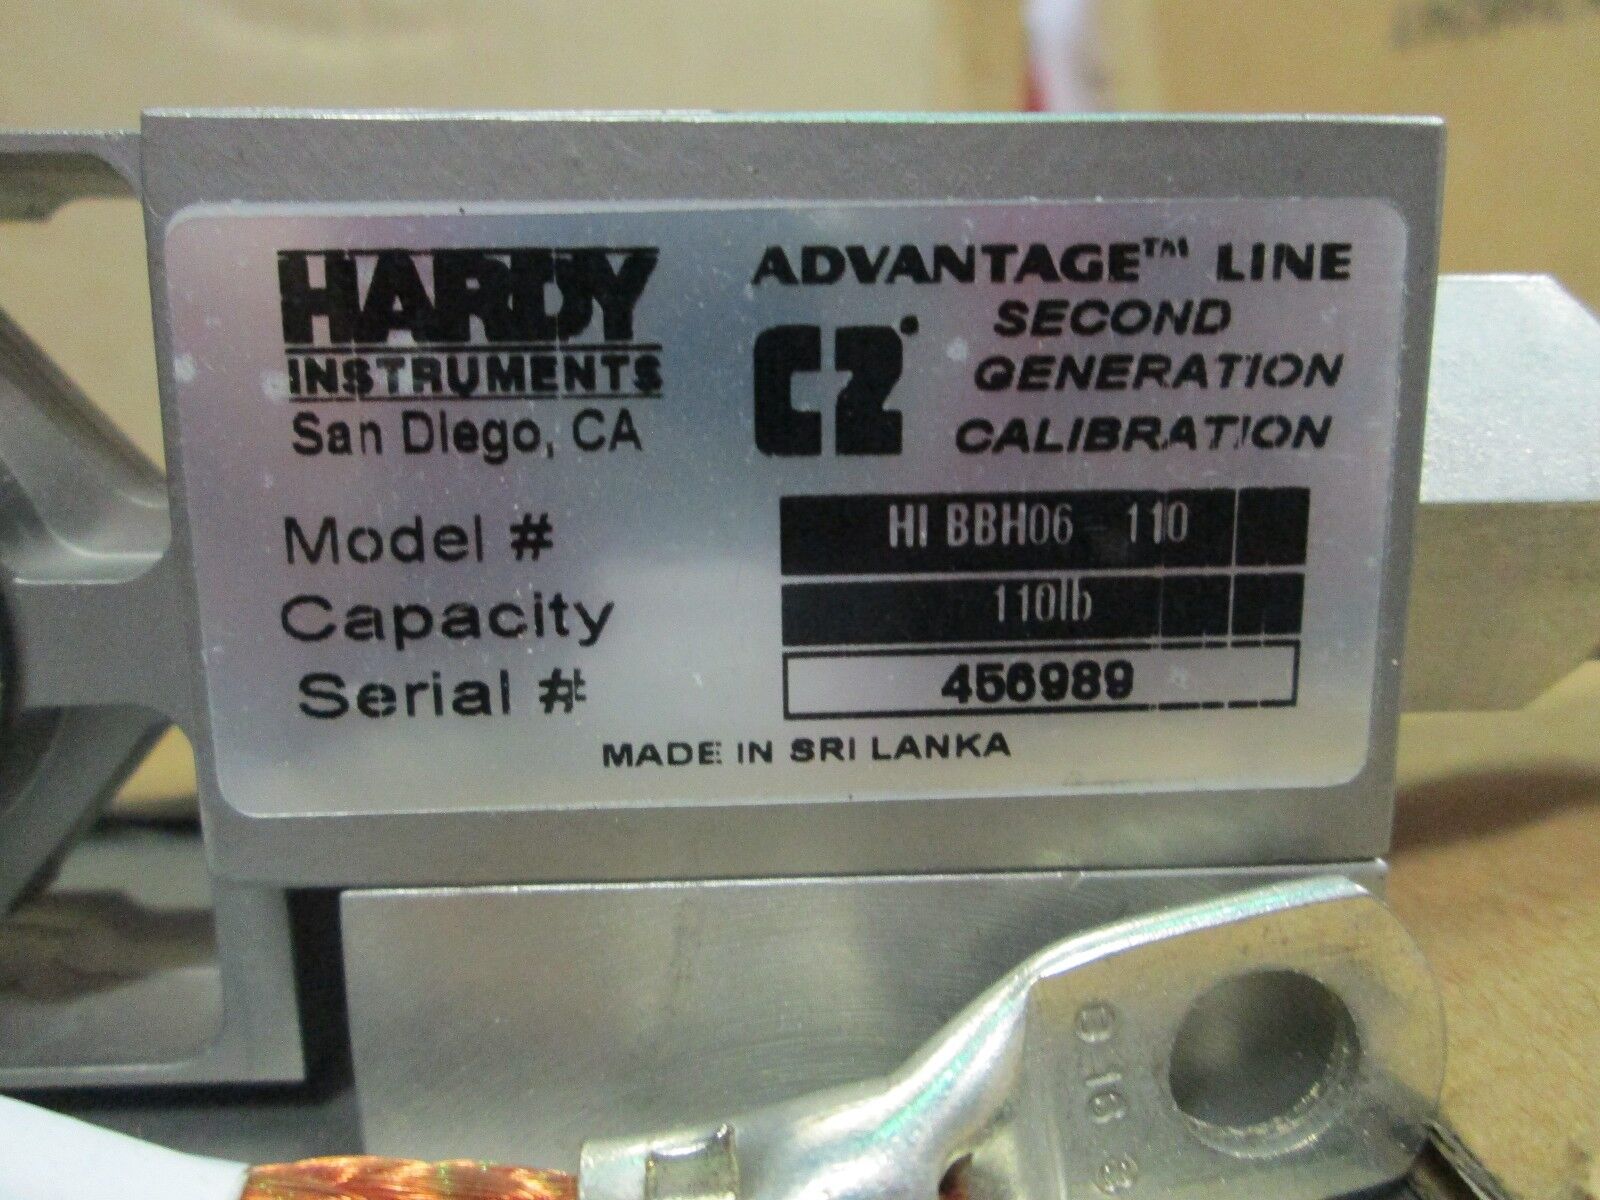 HARDY
INSTRUMENTS
San Diego, CA
ADVANTAGE™ LINE
C2®
SECOND
GENERATION
CALIBRATION
Model # HI BBH06 - 110
Capacity 110lb
Serial # 456989
MADE IN SRI LANKA